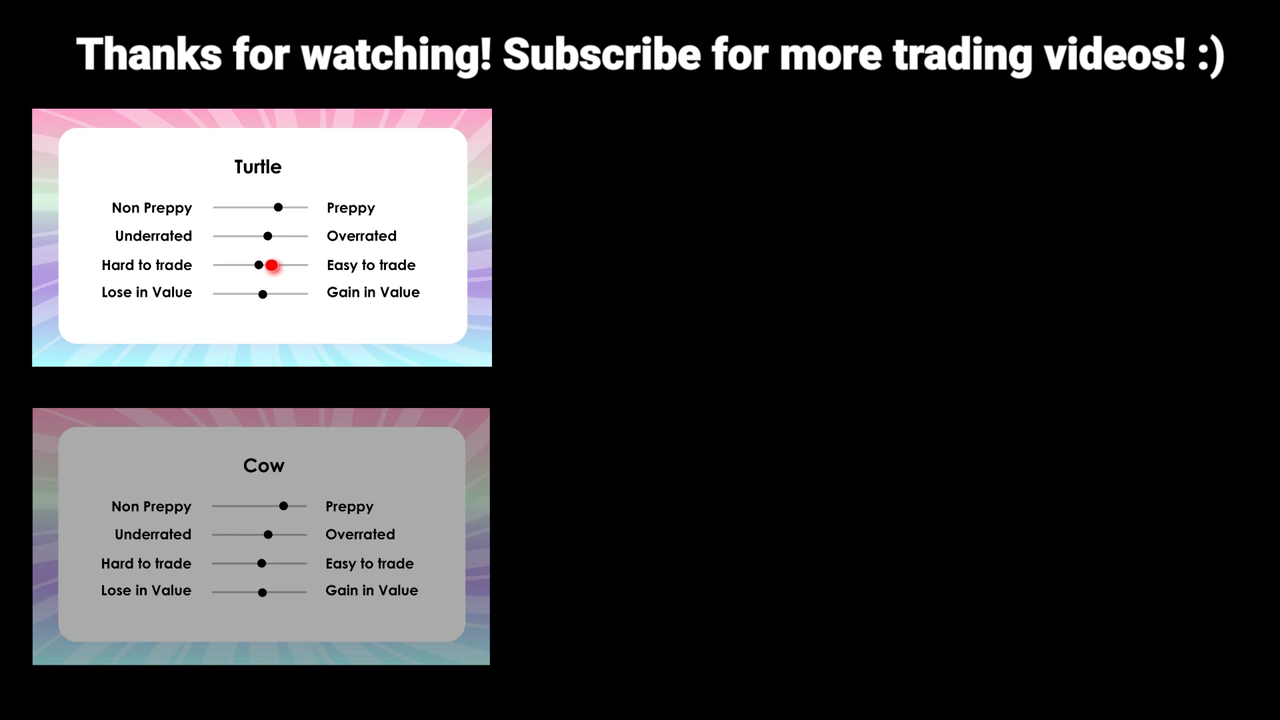 Thanks for watching! Subscribe for more trading videos! :)
Turtle
Non Preppy Preppy
Underrated Overrated
Hard to trade Easy to trade
Lose in Value Gain in Value
Cow
Non Preppy Preppy
Underrated Overrated
Hard to trade Easy to trade
Lose in Value Gain in Value